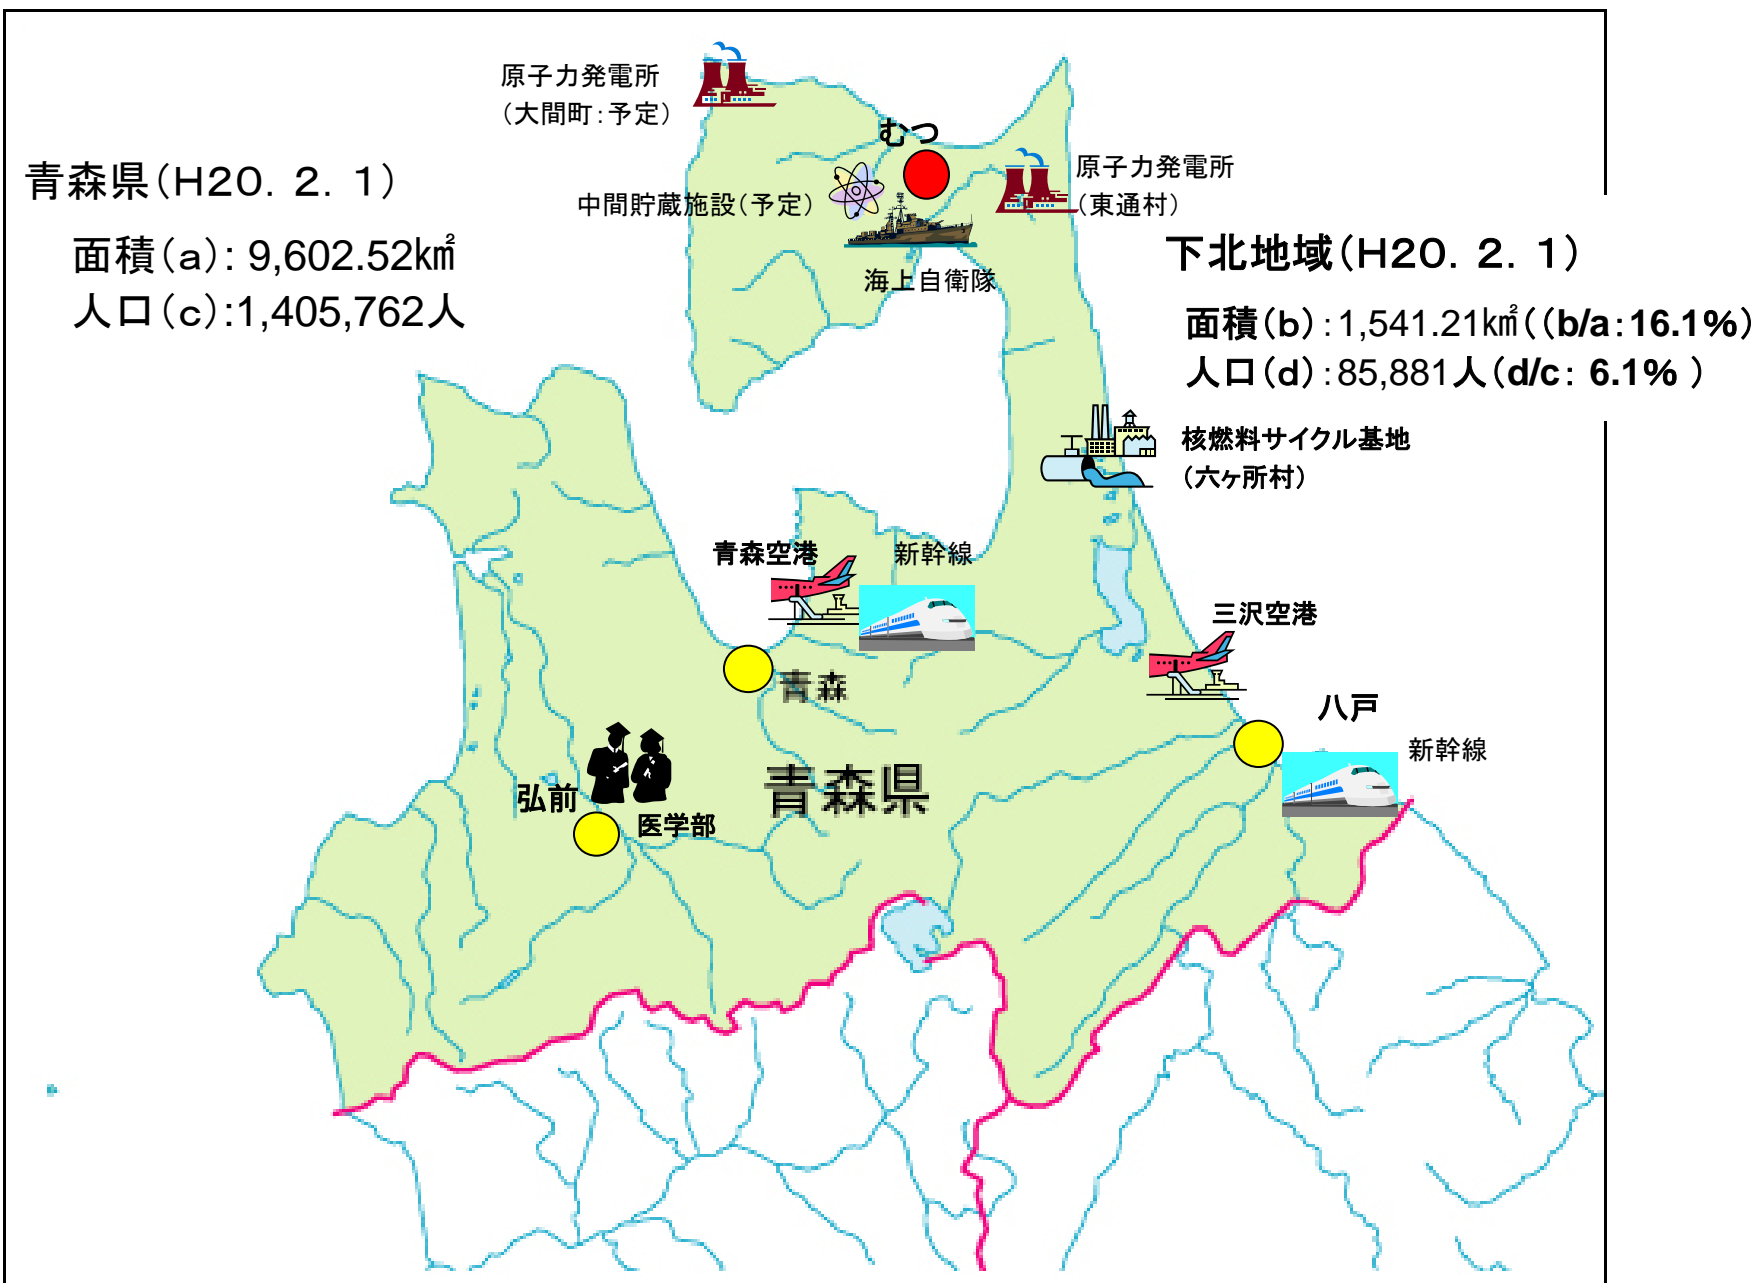 原子力発電所
（大間町：予定）
むつ
青森県（Ｈ２０．２．１）
原子力発電所
（東通村）
中間貯蔵施設（予定）
面積（ａ）：9,602.52㎢
人口（ｃ）:1,405,762人
海上自衛隊
下北地域（Ｈ２０．２．１）
面積（ｂ）：1,541.21㎢（（b/a：16.1%）
人口（ｄ）：85,881人（d/c： 6.1% ）
核燃料サイクル基地
（六ヶ所村）
青森空港
新幹線
三沢空港
青森
八戸
新幹線
青森県
弘前
医学部